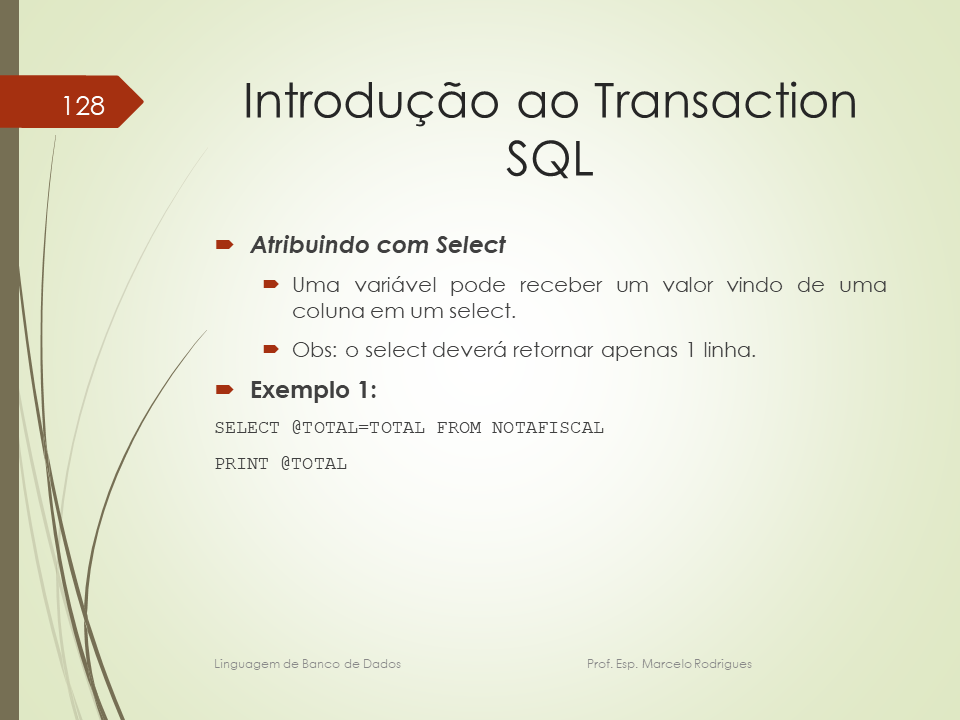 128
Introdução ao Transaction
SQL
Atribuindo com Select
Uma variável pode receber um valor vindo de uma
coluna em um select.
Obs: o select deverá retornar apenas 1 linha.
Exemplo 1:
SELECT @TOTAL=TOTAL FROM NOTAFISCAL
PRINT @TOTAL
Linguagem de Banco de Dados Prof. Esp. Marcelo Rodrigues